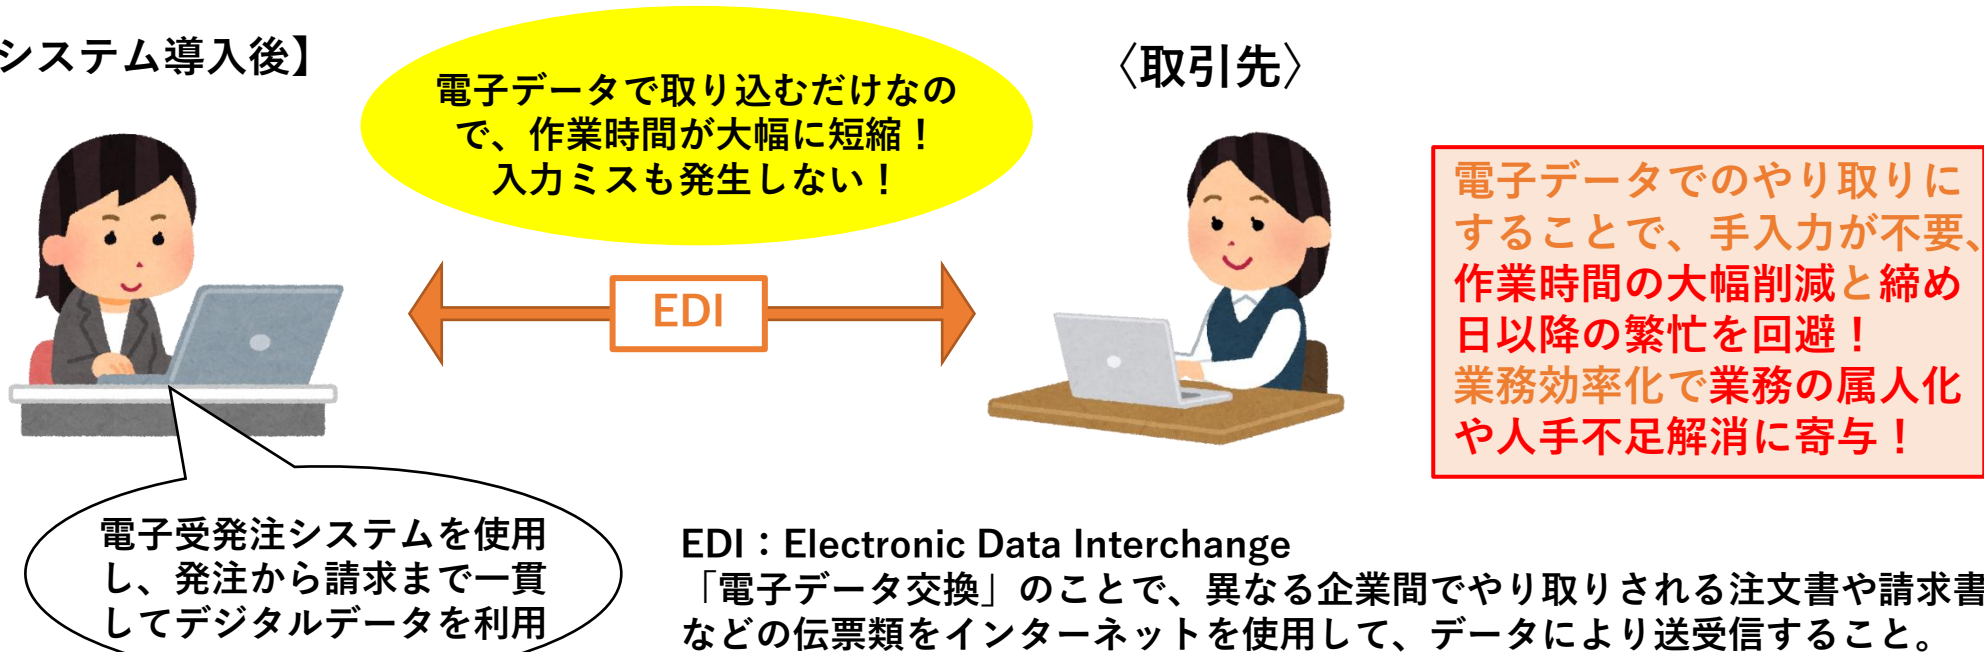 システム導入後】
〈取引先〉
電子データで取り込むだけなの
で、作業時間が大幅に短縮！
入力ミスも発生しない！
EDI
電子データでのやり取りに
することで、手入力が不要、
作業時間の大幅削減と締め
日以降の繁忙を回避！
業務効率化で業務の属人化
や人手不足解消に寄与！
電子受発注システムを使用
し、発注から請求まで一貫
してデジタルデータを利用
EDI：Electronic Data Interchange
「電子データ交換」のことで、異なる企業間でやり取りされる注文書や請求書
などの伝票類をインターネットを使用して、データにより送受信すること。